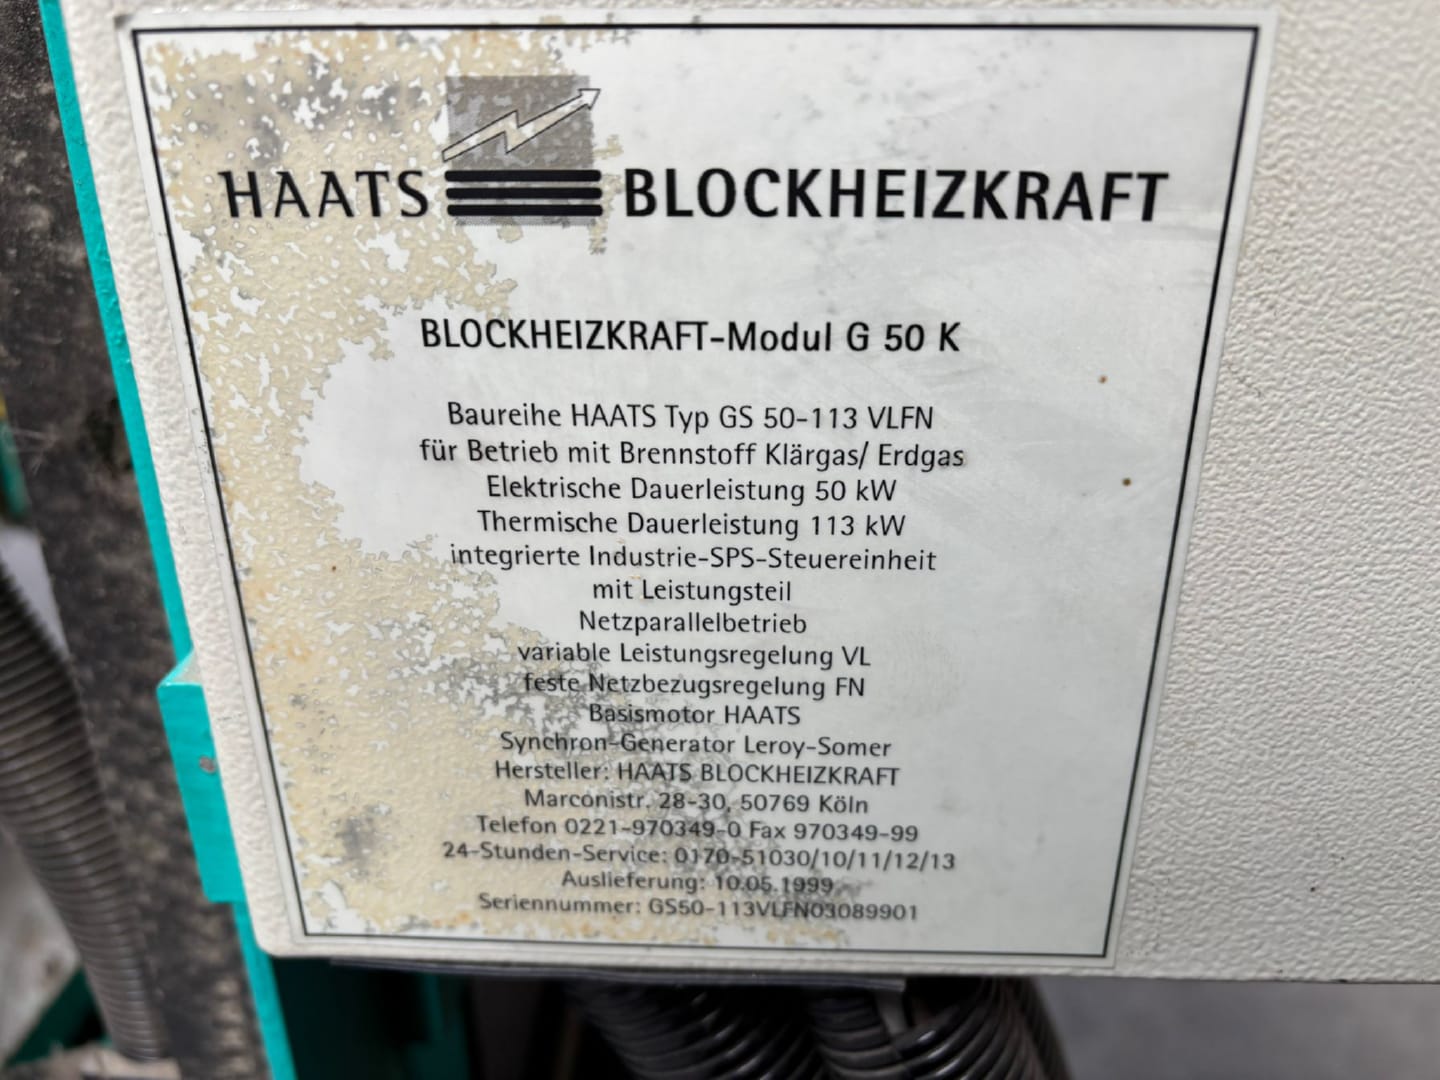 HAATS BLOCKHEIZKRAFT
BLOCKHEIZKRAFT-Modul G 50 K
Baureihe HAATS Typ GS 50-113 VLFN
für Betrieb mit Brennstoff Klärgas/ Erdgas
Elektrische Dauerleistung 50 kW
Thermische Dauerleistung 113 kW
integrierte Industrie-SPS-Steuereinheit
mit Leistungsteil
Netzparallelbetrieb
variable Leistungsregelung VL
feste Netzbezugsregelung FN
Basismotor HAATS
Synchron-Generator Leroy-Somer
Hersteller: HAATS BLOCKHEIZKRAFT
Marconistr. 28-30, 50769 Köln
Telefon 0221-970349-0 Fax 970349-99
24-Stunden-Service: 0170-51030/10/11/12/13
Auslieferung: 10.05.1999
Seriennummer: GS50-113VLFN03089901